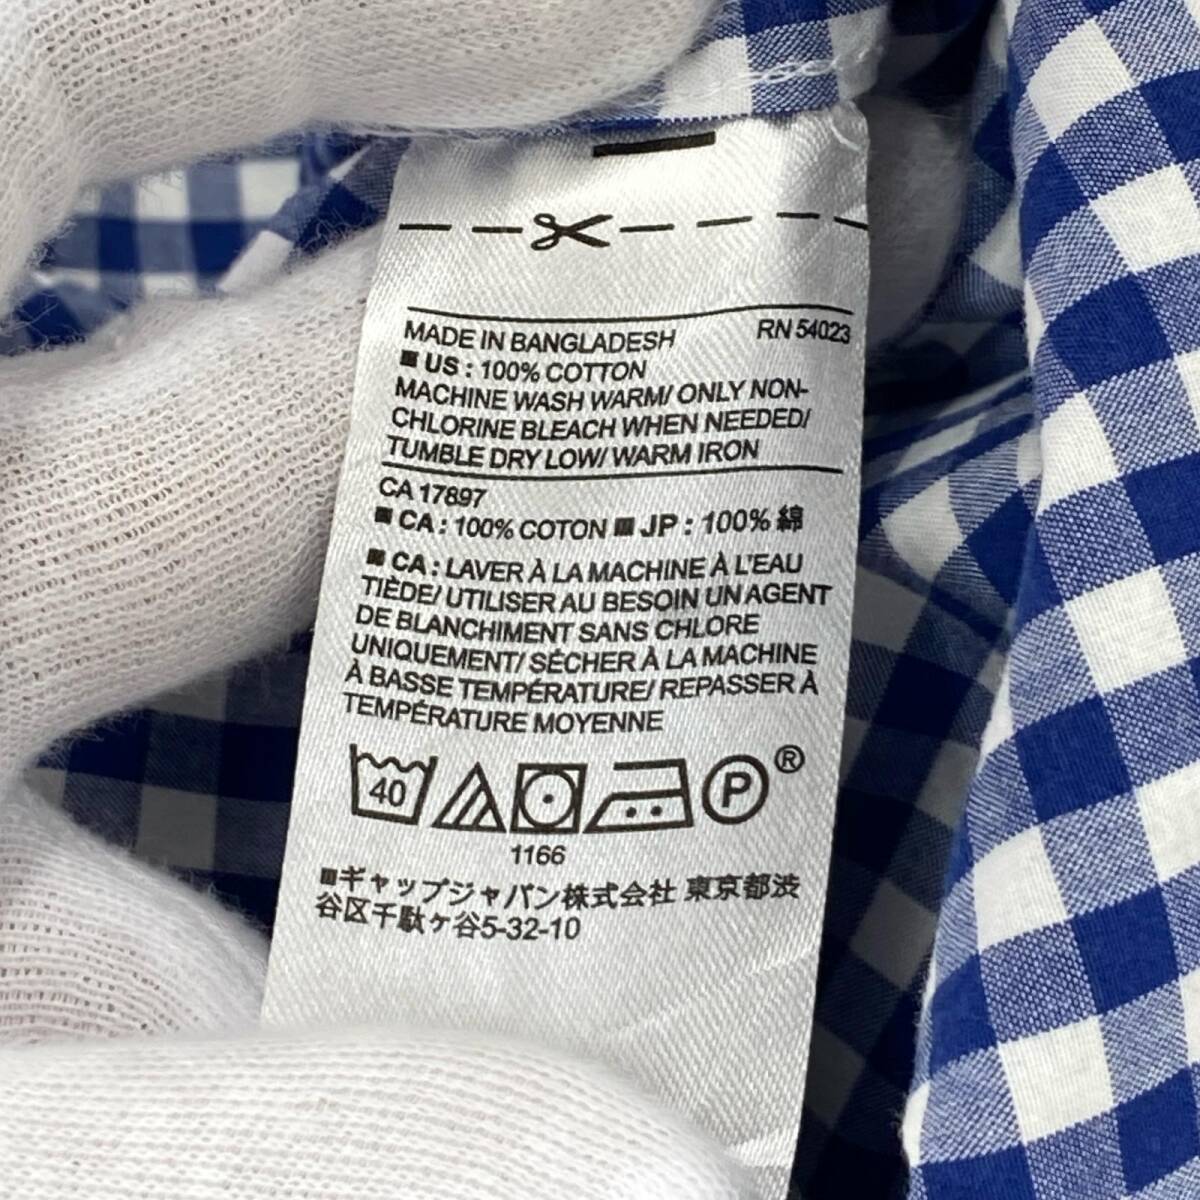 MADE IN BANGLADESH RN 54023
■ US : 100% COTTON
MACHINE WASH WARM/ ONLY NON-
CHLORINE BLEACH WHEN NEEDED/
TUMBLE DRY LOW/ WARM IRON
CA 17897
■ CA : 100% COTON ■ JP : 100% 綿
■ CA : LAVER À LA MACHINE À L'EAU
TIÈDE/ UTILISER AU BESOIN UN AGENT
DE BLANCHIMENT SANS CHLORE
UNIQUEMENT/ SÉCHER À LA MACHINE
À BASSE TEMPÉRATURE/ REPASSER À
TEMPÉRATURE MOYENNE
40 P ®
1166
■ギャップジャパン株式会社 東京都渋
谷区千駄ヶ谷5-32-10